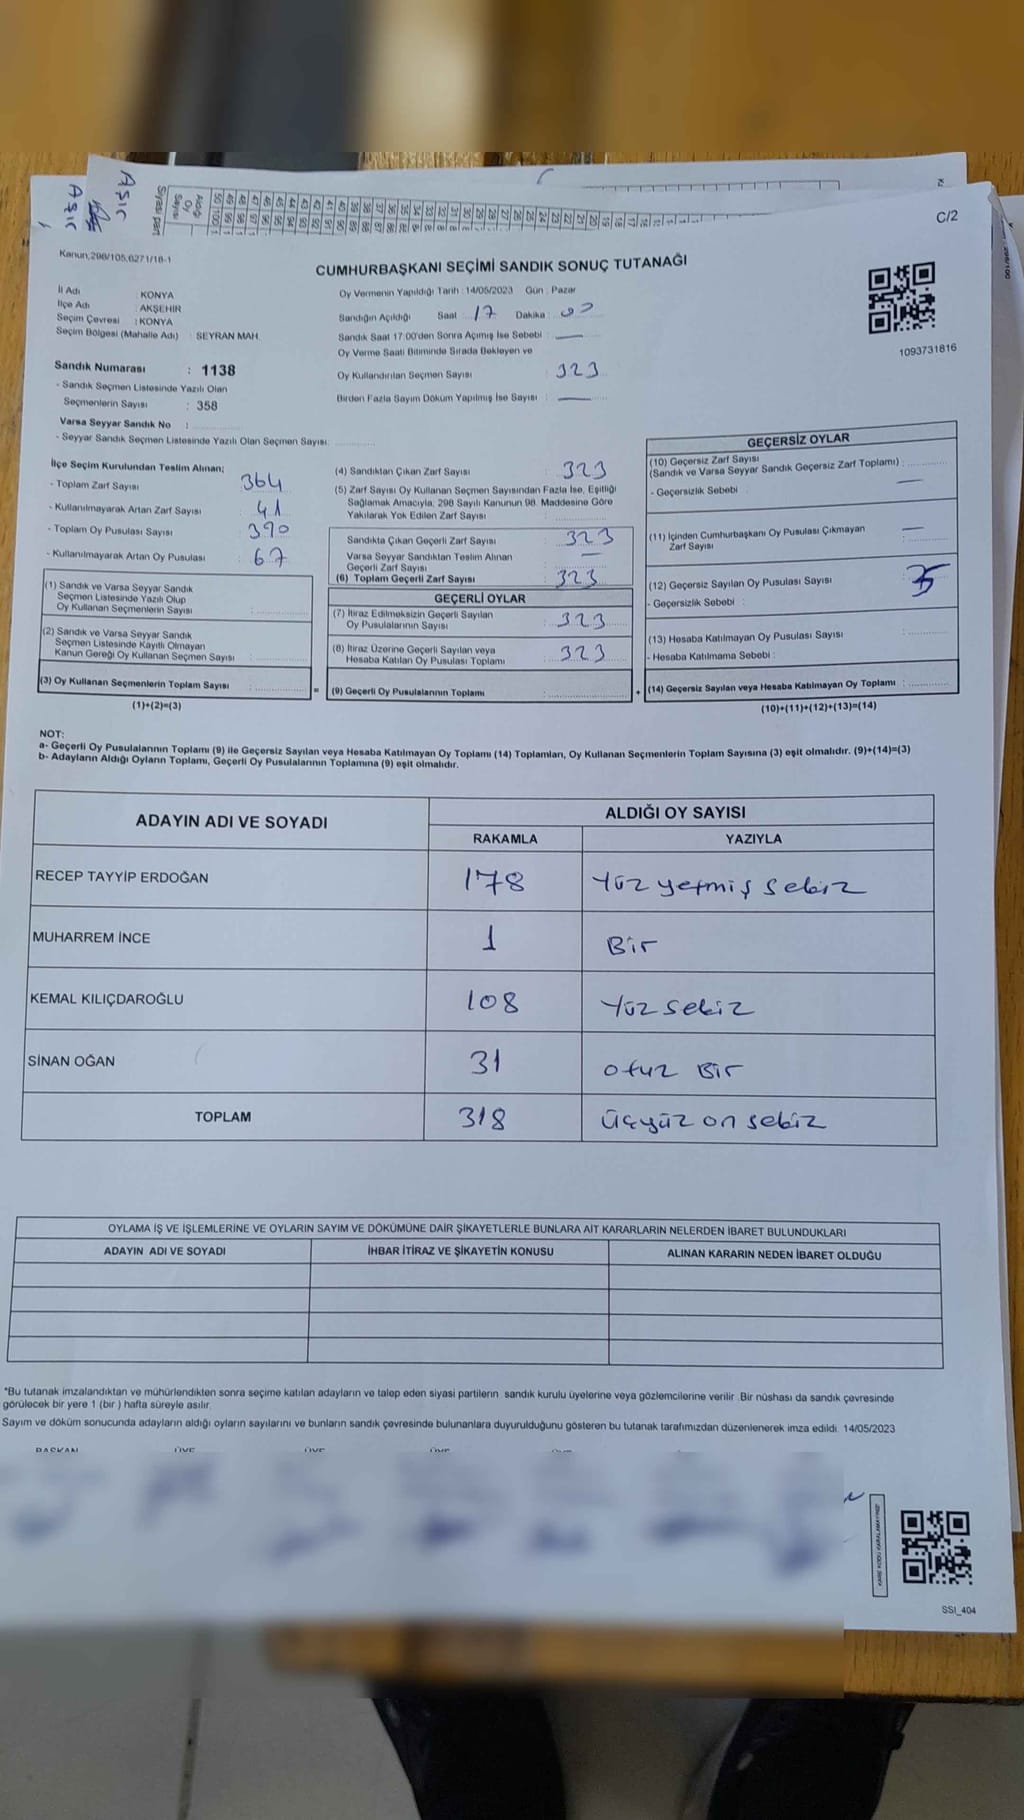 AŞIC
AŞIC
Siyasi part
Aldığı
Oy
Sayısı
C/2
Kanun;298/105,6271/18-1
CUMHURBAŞKANI SEÇİMİ SANDIK SONUÇ TUTANAĞI
1093731816
İl Adı : KONYA
İlçe Adı : AKŞEHİR
Seçim Çevresi : KONYA
Seçim Bölgesi (Mahalle Adı) : SEYRAN MAH
Sandık Numarası : 1138
- Sandık Seçmen Listesinde Yazılı Olan
Seçmenlerin Sayısı : 358
Varsa Seyyar Sandık No :
- Seyyar Sandık Seçmen Listesinde Yazılı Olan Seçmen Sayısı:
Oy Vermenin Yapıldığı Tarih : 14/05/2023 Gün : Pazar
Sandığın Açıldığı Saat : 17 Dakika :
Sandık Saat 17:00'den Sonra Açımış İse Sebebi : —
Oy Verme Saati Bitiminde Sırada Bekleyen ve
Oy Kullandırılan Seçmen Sayısı : 323
Birden Fazla Sayım Döküm Yapılmış İse Sayısı : —
İlçe Seçim Kurulundan Teslim Alınan;
- Toplam Zarf Sayısı : 364
- Kullanılmayarak Artan Zarf Sayısı : 41
- Toplam Oy Pusulası Sayısı : 390
- Kullanılmayarak Artan Oy Pusulası : 67
(1) Sandık ve Varsa Seyyar Sandık
Seçmen Listesinde Yazılı Olup
Oy Kullanan Seçmenlerin Sayısı :
(2) Sandık ve Varsa Seyyar Sandık
Seçmen Listesinde Kayıtlı Olmayan
Kanun Gereği Oy Kullanan Seçmen Sayısı :
(3) Oy Kullanan Seçmenlerin Toplam Sayısı :
(1)+(2)=(3)
(4) Sandıktan Çıkan Zarf Sayısı : 323
(5) Zarf Sayısı Oy Kullanan Seçmen Sayısından Fazla İse, Eşitliği
Sağlamak Amacıyla, 298 Sayılı Kanunun 98. Maddesine Göre
Yakılarak Yok Edilen Zarf Sayısı :
Sandıkta Çıkan Geçerli Zarf Sayısı : 323
Varsa Seyyar Sandıktan Teslim Alınan
Geçerli Zarf Sayısı : —
(6) Toplam Geçerli Zarf Sayısı : 323
GEÇERLİ OYLAR
(7) İtiraz Edilmeksizin Geçerli Sayılan
Oy Pusulalarının Sayısı : 323
(8) İtiraz Üzerine Geçerli Sayılan veya
Hesaba Katılan Oy Pusulası Toplamı : 323
= (9) Geçerli Oy Pusulalarının Toplamı :
GEÇERSİZ OYLAR
(10) Geçersiz Zarf Sayısı
(Sandık ve Varsa Seyyar Sandık Geçersiz Zarf Toplamı) :
- Geçersizlik Sebebi : —
(11) İçinden Cumhurbaşkanı Oy Pusulası Çıkmayan : —
Zarf Sayısı
(12) Geçersiz Sayılan Oy Pusulası Sayısı :
- Geçersizlik Sebebi :
(13) Hesaba Katılmayan Oy Pusulası Sayısı :
- Hesaba Katılmama Sebebi :
+ (14) Geçersiz Sayılan veya Hesaba Katılmayan Oy Toplamı :
(10)+(11)+(12)+(13)=(14)
NOT:
a- Geçerli Oy Pusulalarının Toplamı (9) ile Geçersiz Sayılan veya Hesaba Katılmayan Oy Toplamı (14) Toplamları, Oy Kullanan Seçmenlerin Toplam Sayısına (3) eşit olmalıdır. (9)+(14)=(3)
b- Adayların Aldığı Oyların Toplamı, Geçerli Oy Pusulalarının Toplamına (9) eşit olmalıdır.
ADAYIN ADI VE SOYADI
ALDIĞI OY SAYISI
RAKAMLA YAZIYLA
RECEP TAYYİP ERDOĞAN 178 Yüz yetmiş sekiz
MUHARREM İNCE 1 Bir
KEMAL KILIÇDAROĞLU 108 Yüz sekiz
SİNAN OĞAN 31 otuz Bir
TOPLAM 318 Üçyüz on sekiz
OYLAMA İŞ VE İŞLEMLERİNE VE OYLARIN SAYIM VE DÖKÜMÜNE DAİR ŞİKAYETLERLE BUNLARA AİT KARARLARIN NELERDEN İBARET BULUNDUKLARI
ADAYIN ADI VE SOYADI İHBAR İTİRAZ VE ŞİKAYETİN KONUSU ALINAN KARARIN NEDEN İBARET OLDUĞU
*Bu tutanak imzalandıktan ve mühürlendikten sonra seçime katılan adayların ve talep eden siyasi partilerin sandık kurulu üyelerine veya gözlemcilerine verilir .Bir nüshası da sandık çevresinde
görülecek bir yere 1 (bir ) hafta süreyle asılır.
Sayım ve döküm sonucunda adayların aldığı oyların sayılarını ve bunların sandık çevresinde bulunanlara duyurulduğunu gösteren bu tutanak tarafımızdan düzenlenerek imza edildi. 14/05/2023
BAŞKAN ÜYE ÜYE ÜYE
KARE KODU KARALAMAYINIZ!
SSI_404